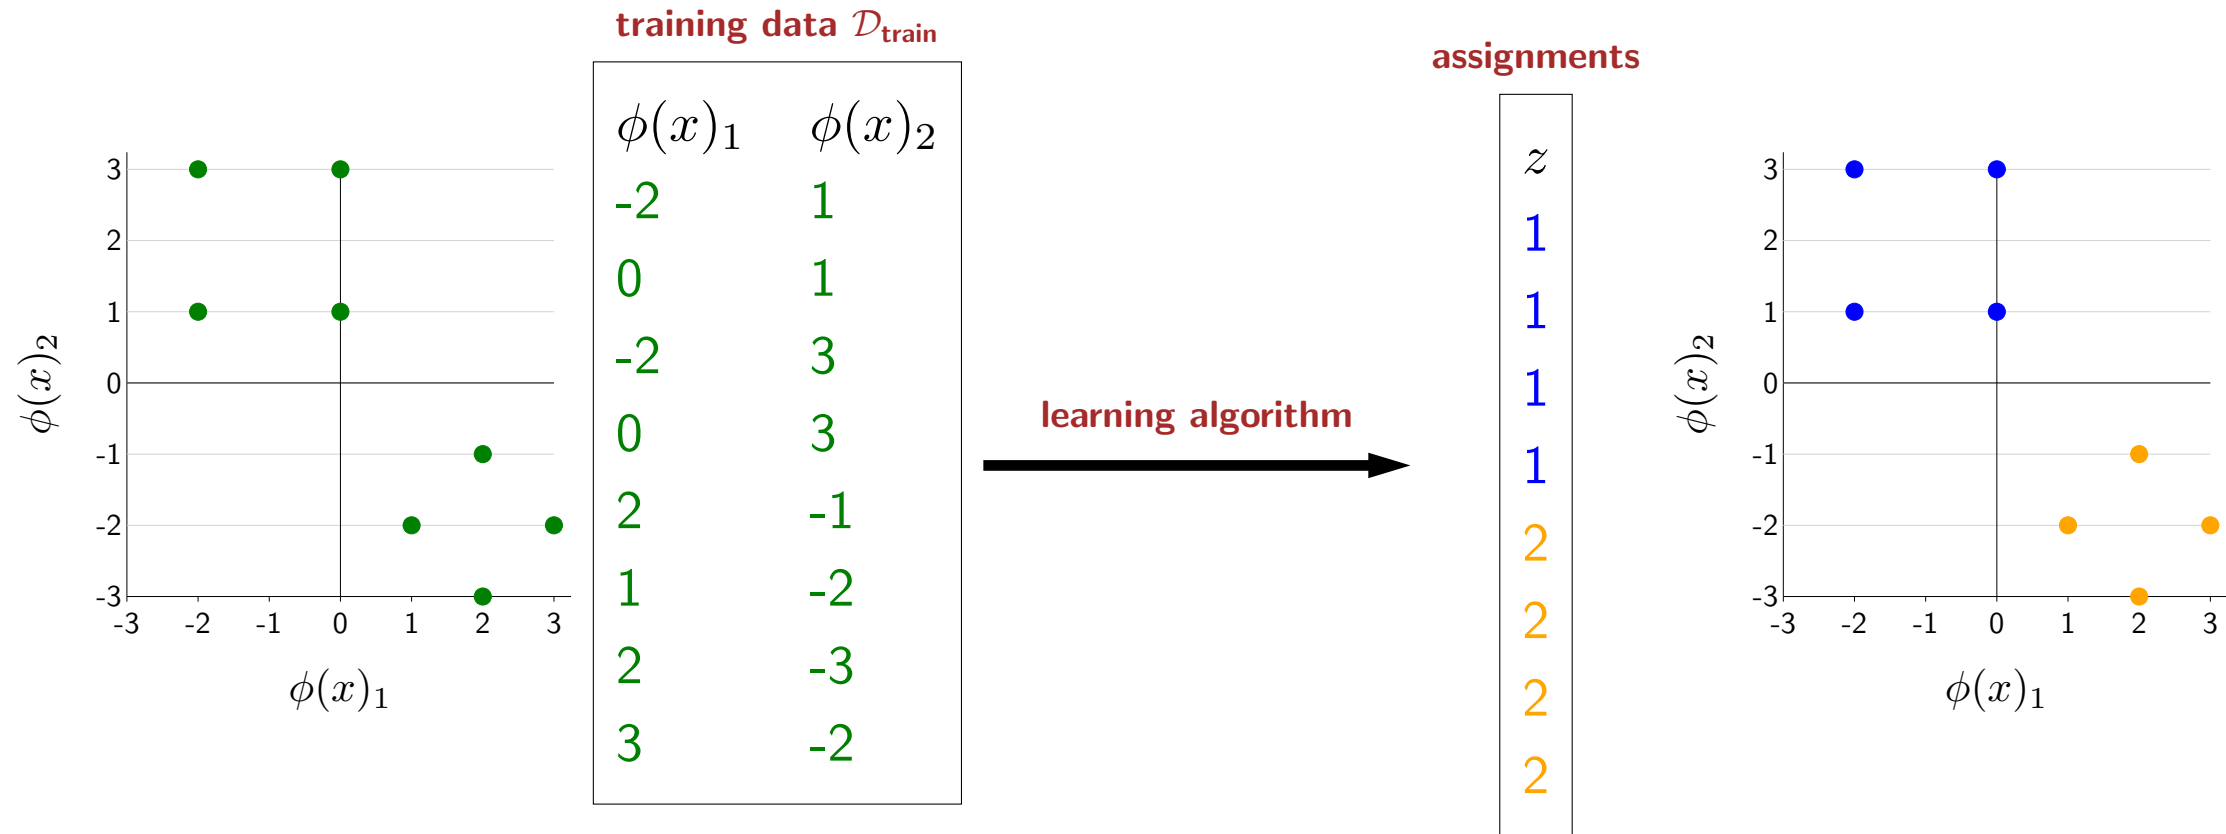 training data 𝒟train
assignments
ϕ(x)1 ϕ(x)2
-2 1
0 1
-2 3
0 3
2 -1
1 -2
2 -3
3 -2
learning algorithm
z
1
1
1
1
2
2
2
2
3
2
1
0
-1
-2
-3
-3 -2 -1 0 1 2 3
ϕ(x)2
ϕ(x)1
3
2
1
0
-1
-2
-3
-3 -2 -1 0 1 2 3
ϕ(x)2
ϕ(x)1